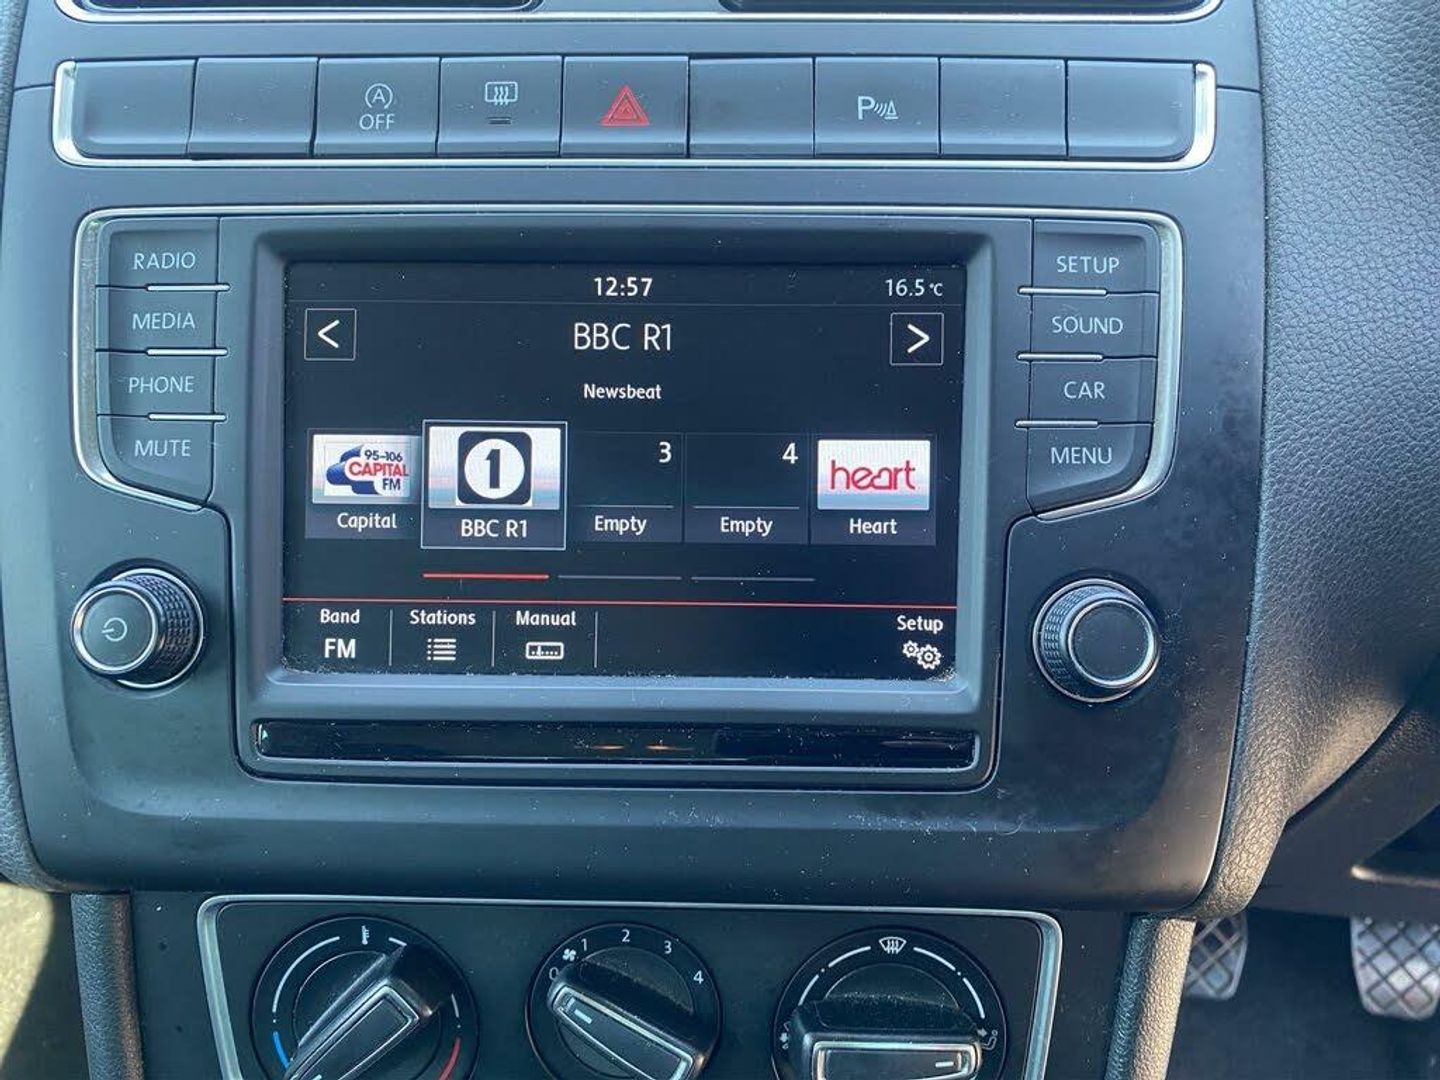 A
OFF
P
RADIO
MEDIA
PHONE
MUTE
SETUP
SOUND
CAR
MENU
12:57
16.5°C
< BBC R1 >
Newsbeat
95-106
CAPITAL
FM
Capital
1
BBC R1
3
Empty
4
Empty
heart
Heart
Band
FM
Stations
Manual
Setup
0 1 2 3 4